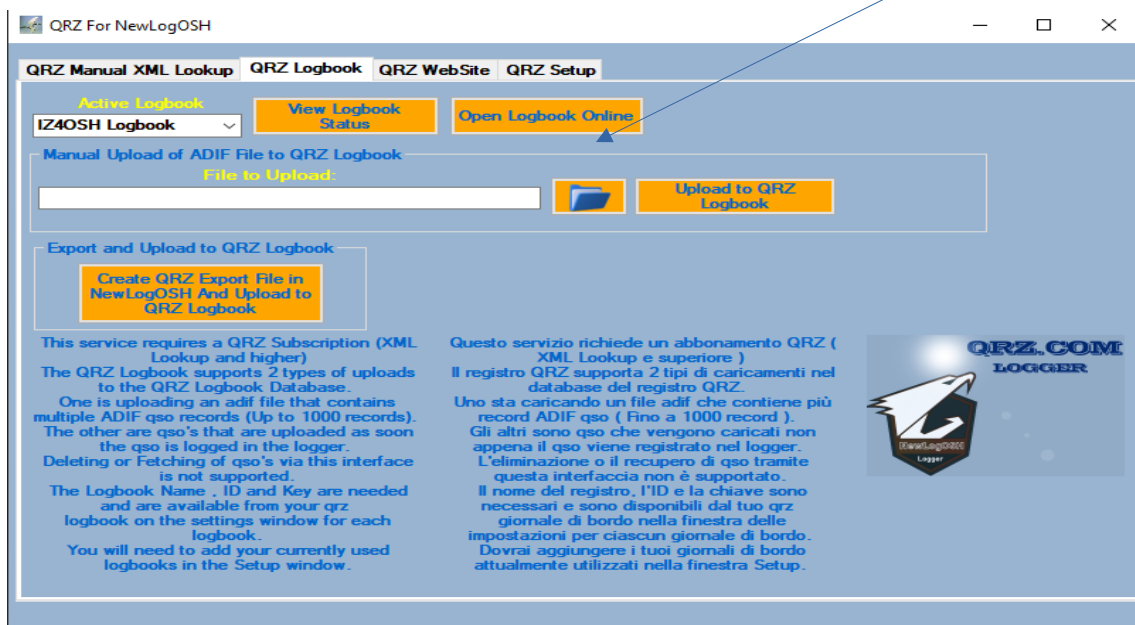 QRZ For NewLogOSH
QRZ Manual XML Lookup QRZ Logbook QRZ WebSite QRZ Setup
Active Logbook
IZ4OSH Logbook
View Logbook
Status
Open Logbook Online
Manual Upload of ADIF File to QRZ Logbook
File to Upload:
Upload to QRZ
Logbook
Export and Upload to QRZ Logbook
Create QRZ Export File in
NewLogOSH And Upload to
QRZ Logbook
This service requires a QRZ Subscription (XML
Lookup and higher)
The QRZ Logbook supports 2 types of uploads
to the QRZ Logbook Database.
One is uploading an adif file that contains
multiple ADIF qso records (Up to 1000 records).
The other are qso's that are uploaded as soon
the qso is logged in the logger.
Deleting or Fetching of qso's via this interface
is not supported.
The Logbook Name , ID and Key are needed
and are available from your qrz
logbook on the settings window for each
logbook.
You will need to add your currently used
logbooks in the Setup window.
Questo servizio richiede un abbonamento QRZ (
XML Lookup e superiore )
Il registro QRZ supporta 2 tipi di caricamenti nel
database del registro QRZ.
Uno sta caricando un file adif che contiene più
record ADIF qso ( Fino a 1000 record ).
Gli altri sono qso che vengono caricati non
appena il qso viene registrato nel logger.
L'eliminazione o il recupero di qso tramite
questa interfaccia non è supportato.
Il nome del registro, l'ID e la chiave sono
necessari e sono disponibili dal tuo qrz
giornale di bordo nella finestra delle
impostazioni per ciascun giornale di bordo.
Dovrai aggiungere i tuoi giornali di bordo
attualmente utilizzati nella finestra Setup.
QRZ.COM
LOGGER
NewLogOSH
Logger